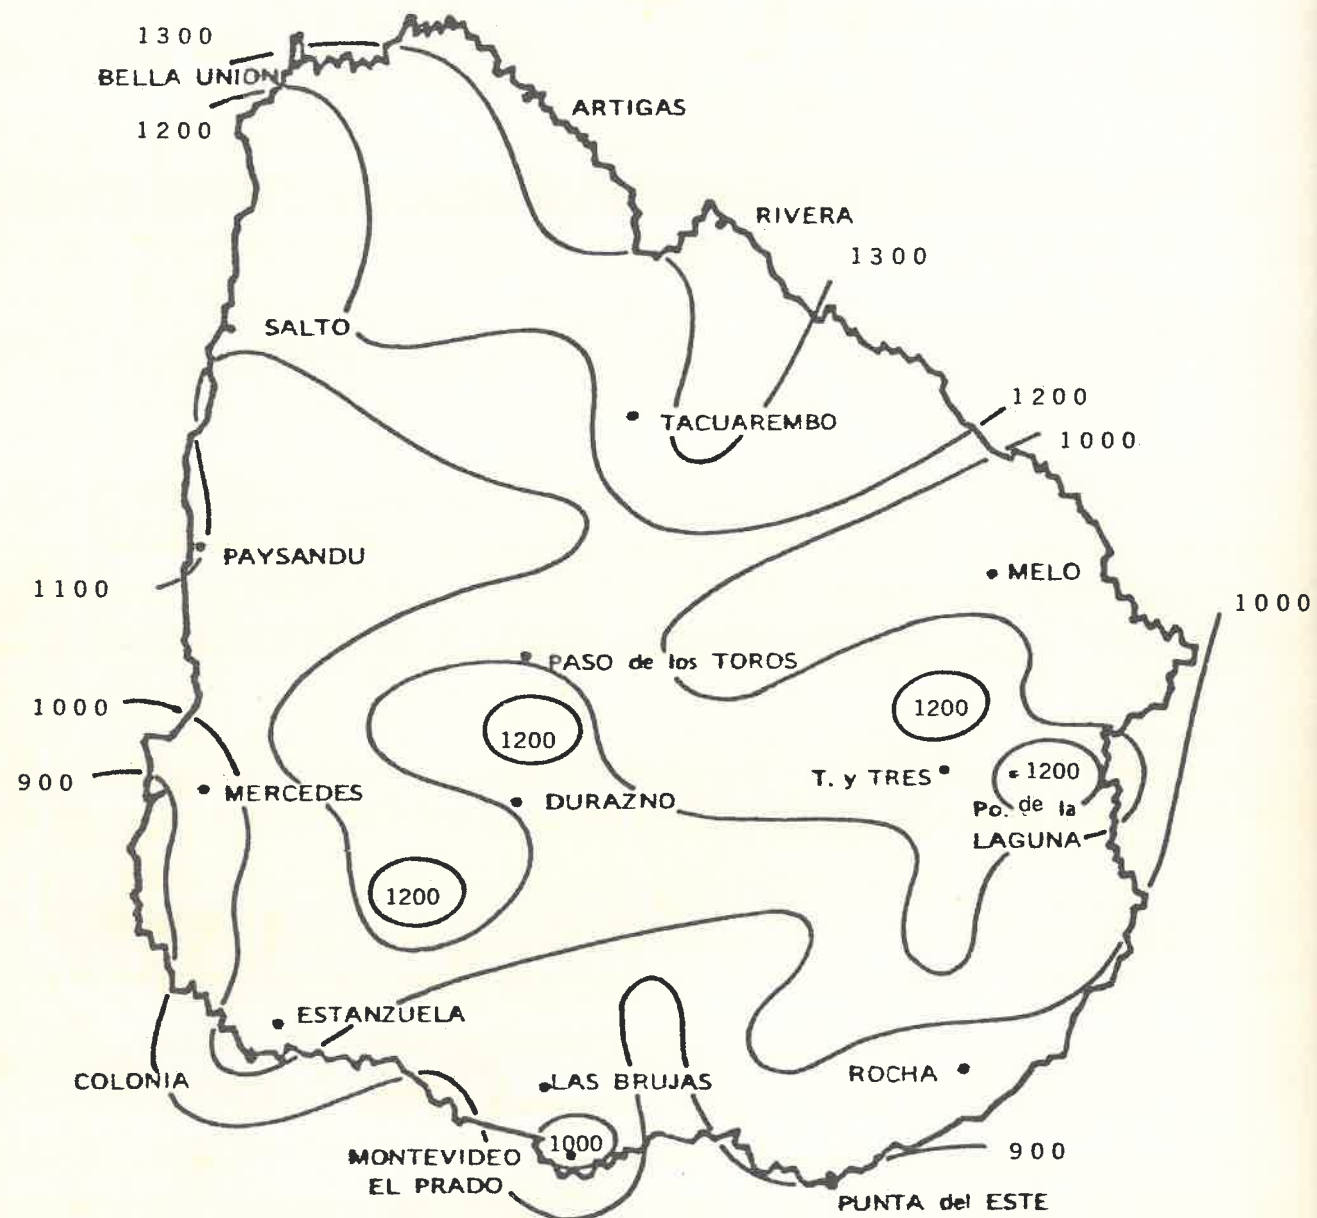 1300
BELLA UNION
1200
ARTIGAS
RIVERA
1300
SALTO
1200
TACUAREMBO
1000
PAYSANDU
MELO
1100
1000
PASO de los TOROS
1000
1200
1200
900
T. y TRES
1200
MERCEDES
DURAZNO
Po. de la
LAGUNA
1200
ESTANZUELA
COLONIA
LAS BRUJAS
ROCHA
1000
MONTEVIDEO
EL PRADO
900
PUNTA del ESTE